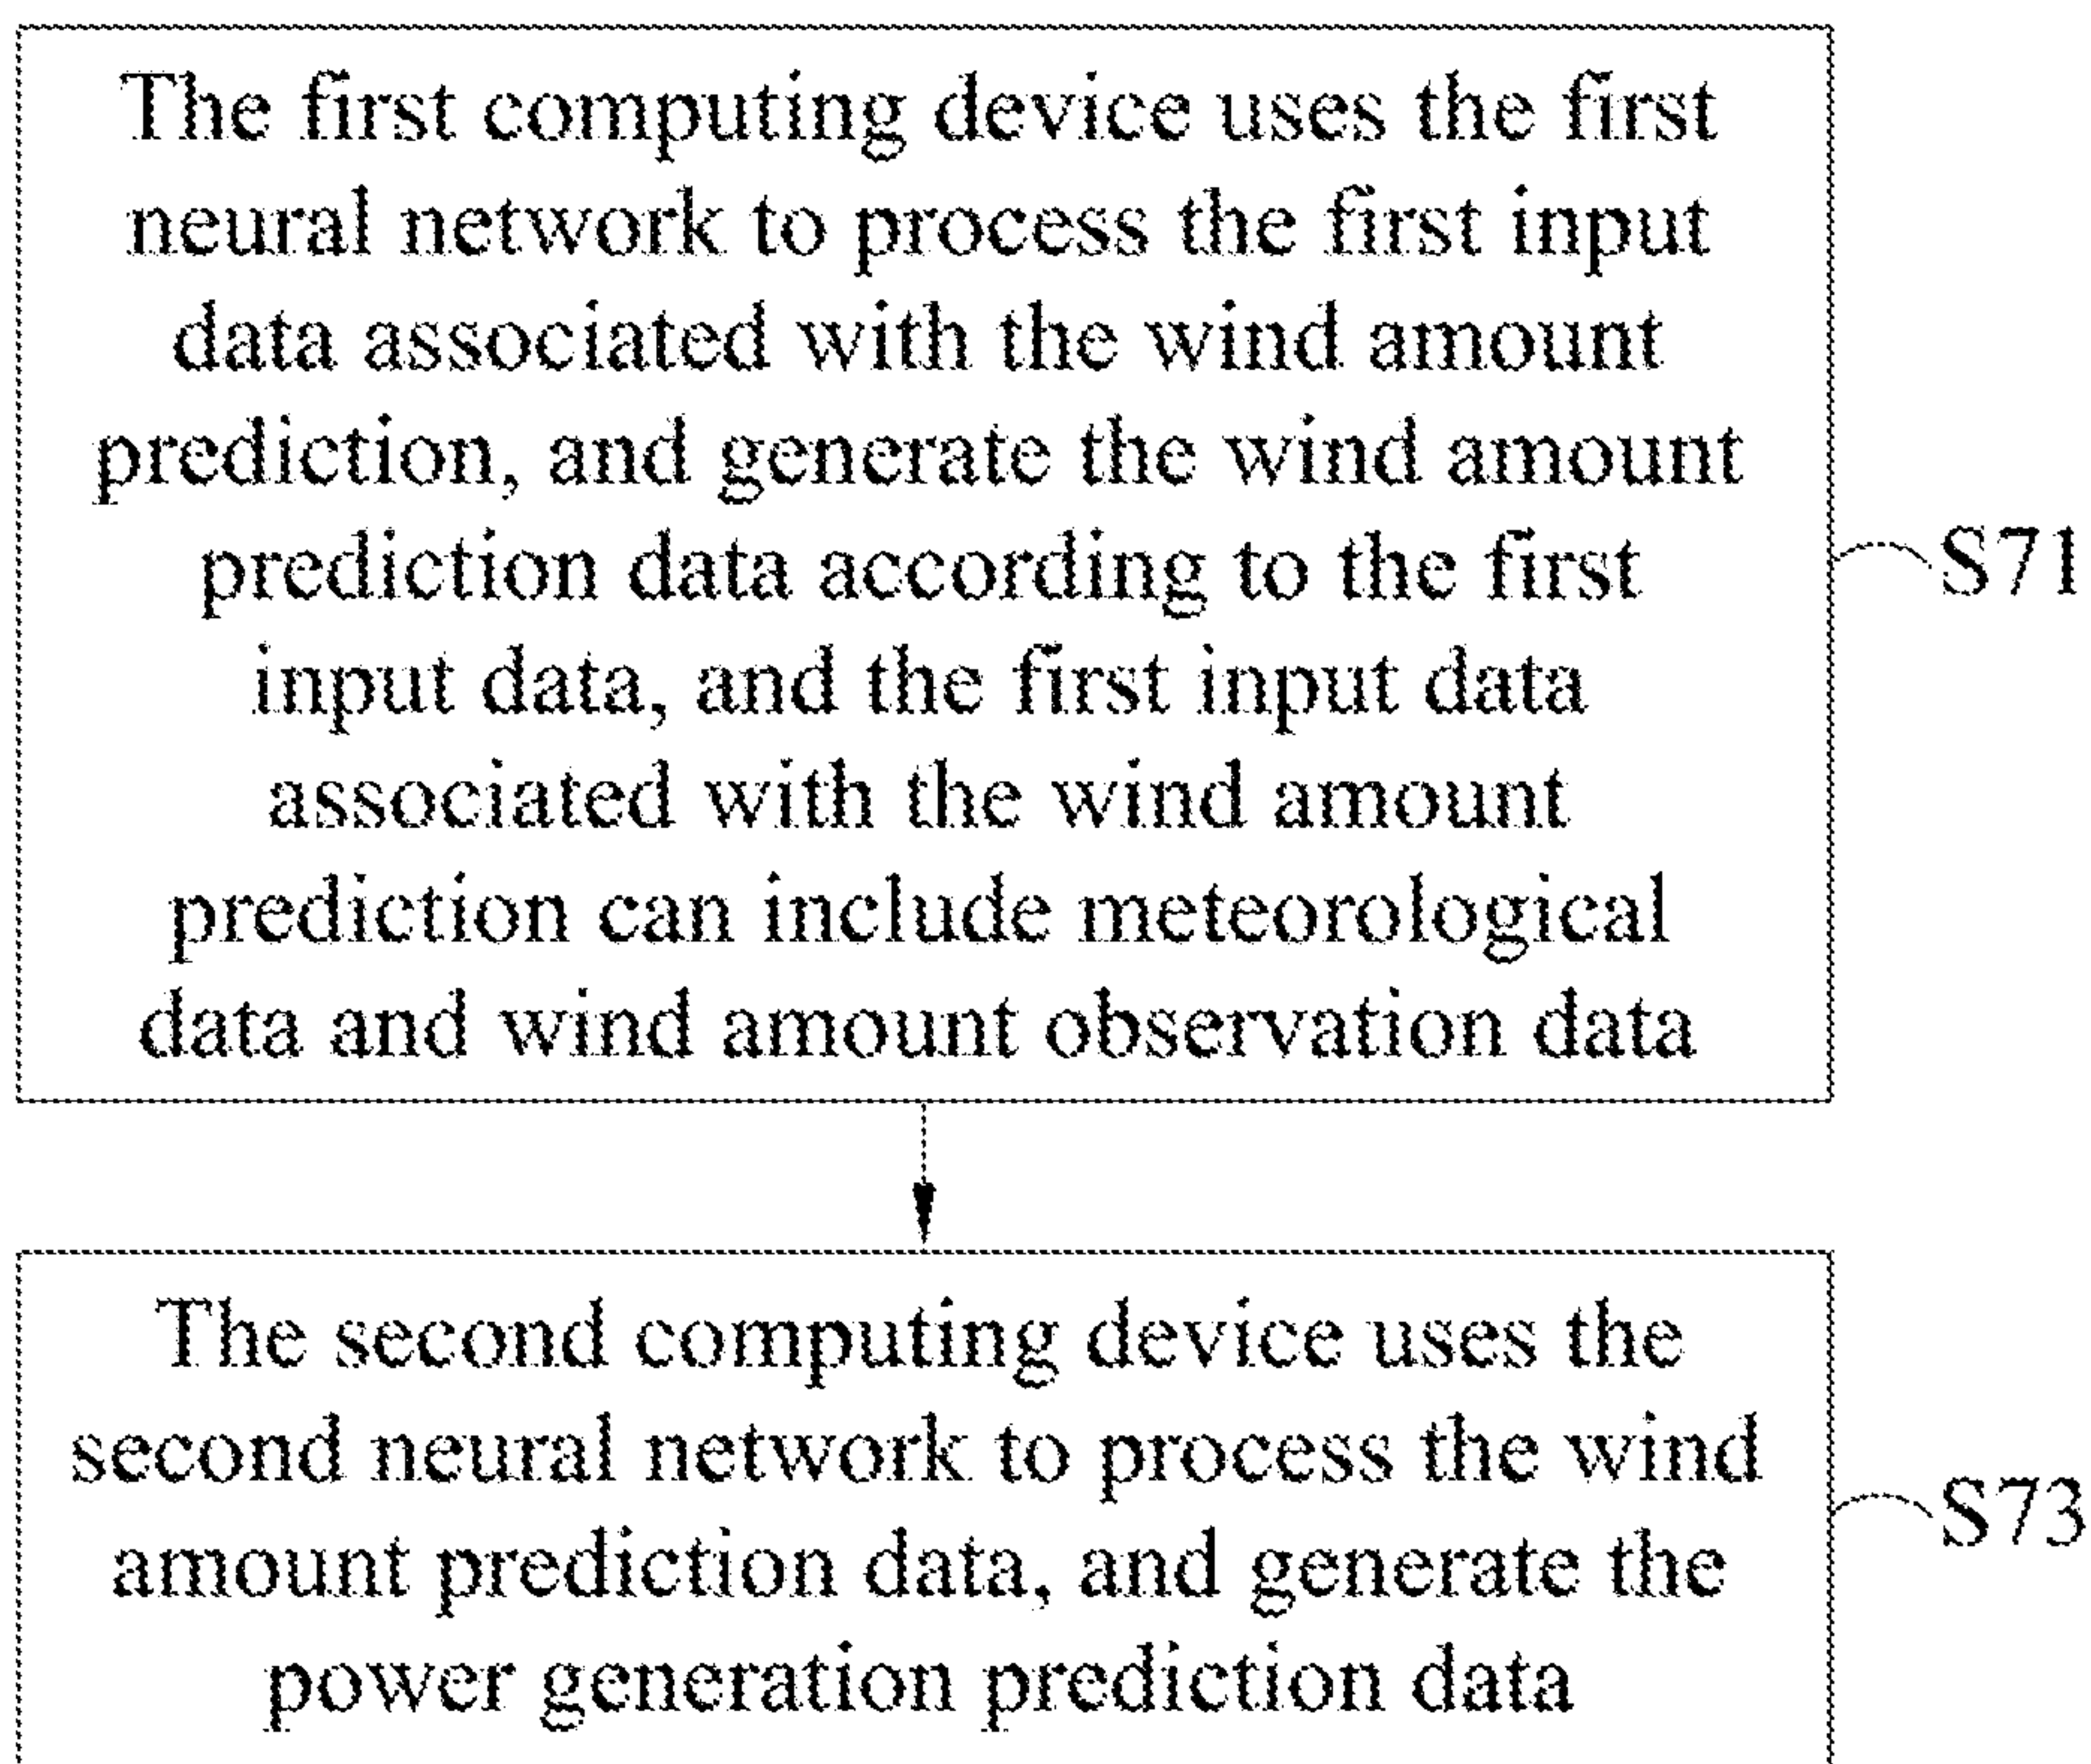 The first computing device uses the first
neural network to process the first input
data associated with the wind amount
prediction, and generate the wind amount
prediction data according to the first
input data, and the first input data
associated with the wind amount
prediction can include meteorological
data and wind amount observation data
S71
The second computing device uses the
second neural network to process the wind
amount prediction data, and generate the
power generation prediction data
S73